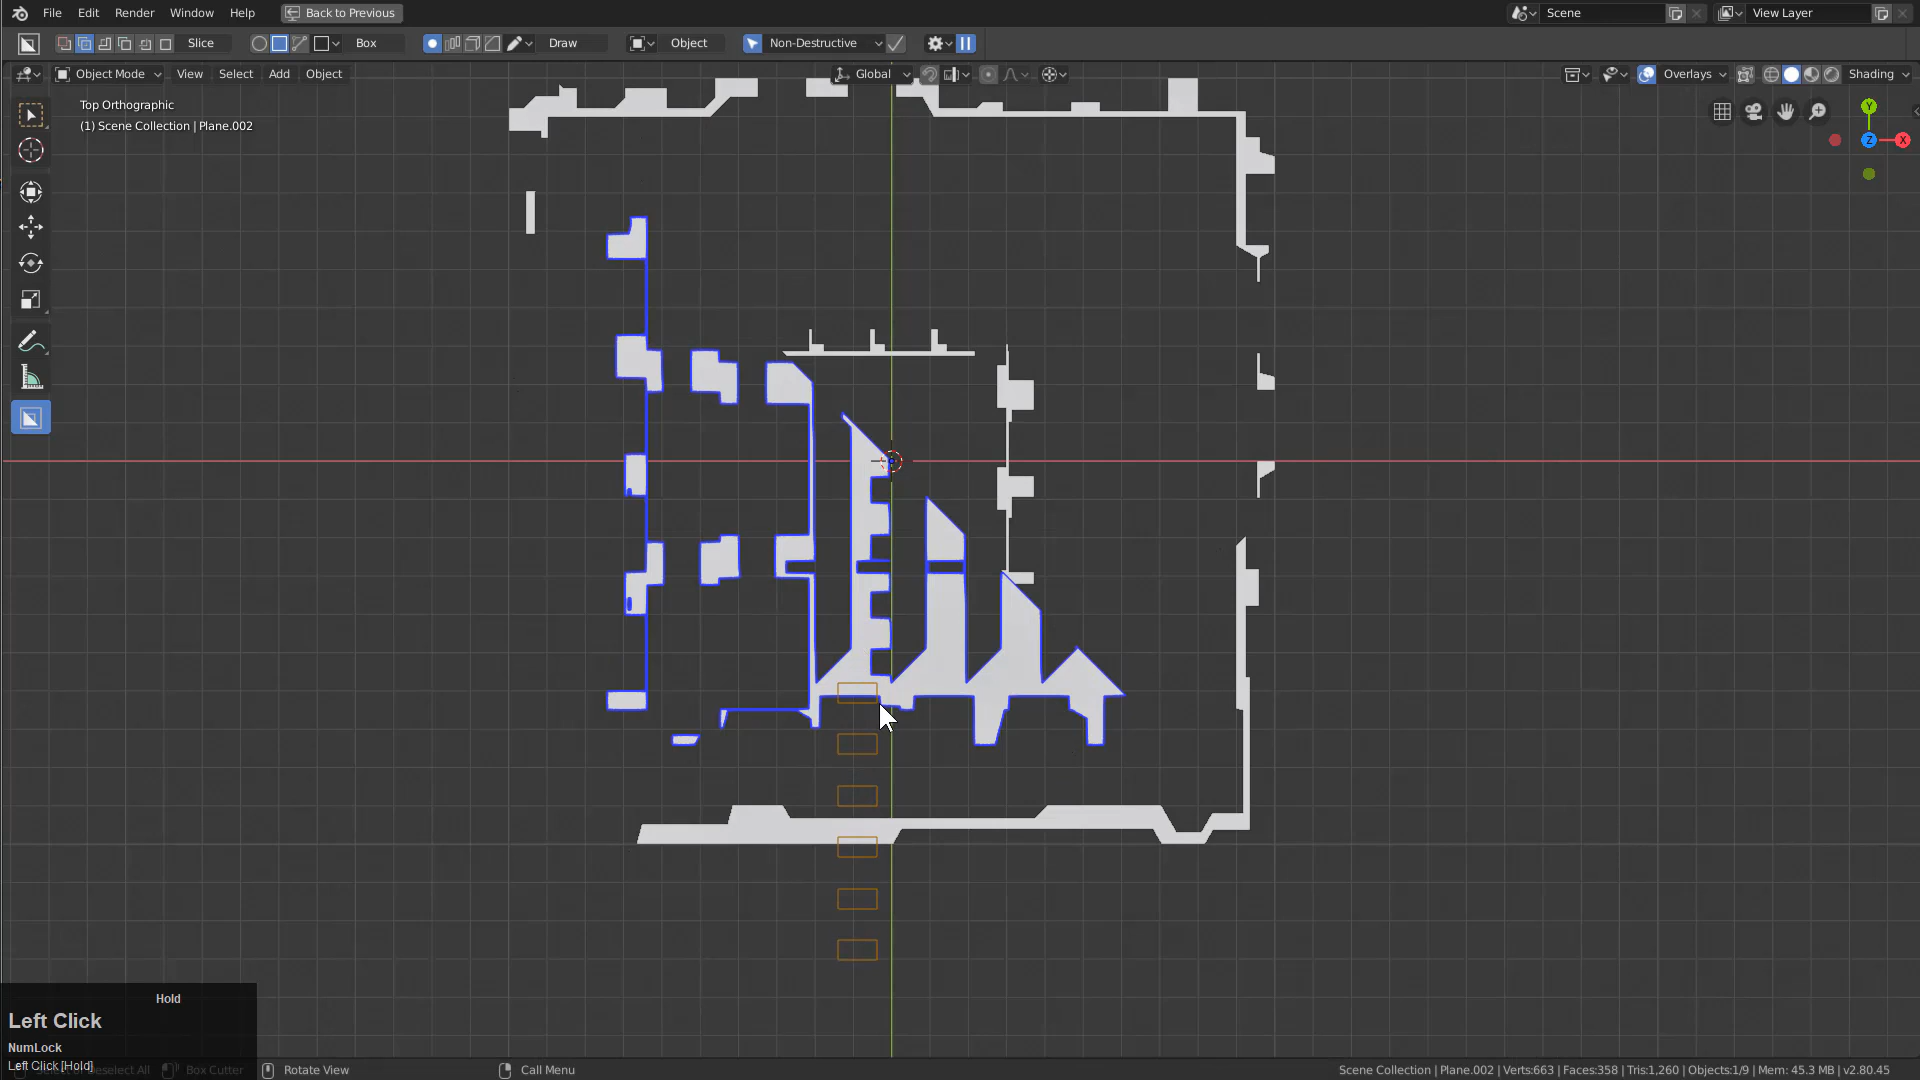 File Edit Render Window Help Back to Previous Scene View Layer
Slice Box Draw Object Non-Destructive
Object Mode View Select Add Object Global Overlays Shading
Top Orthographic
(1) Scene Collection | Plane.002
Y
Z
X
Hold
Left Click
NumLock
Left Click [Hold]
Box Cutter Rotate View Call Menu Scene Collection | Plane.002 | Verts:663 | Faces:358 | Tris:1,260 | Objects:1/9 | Mem: 45.3 MB | v2.80.45